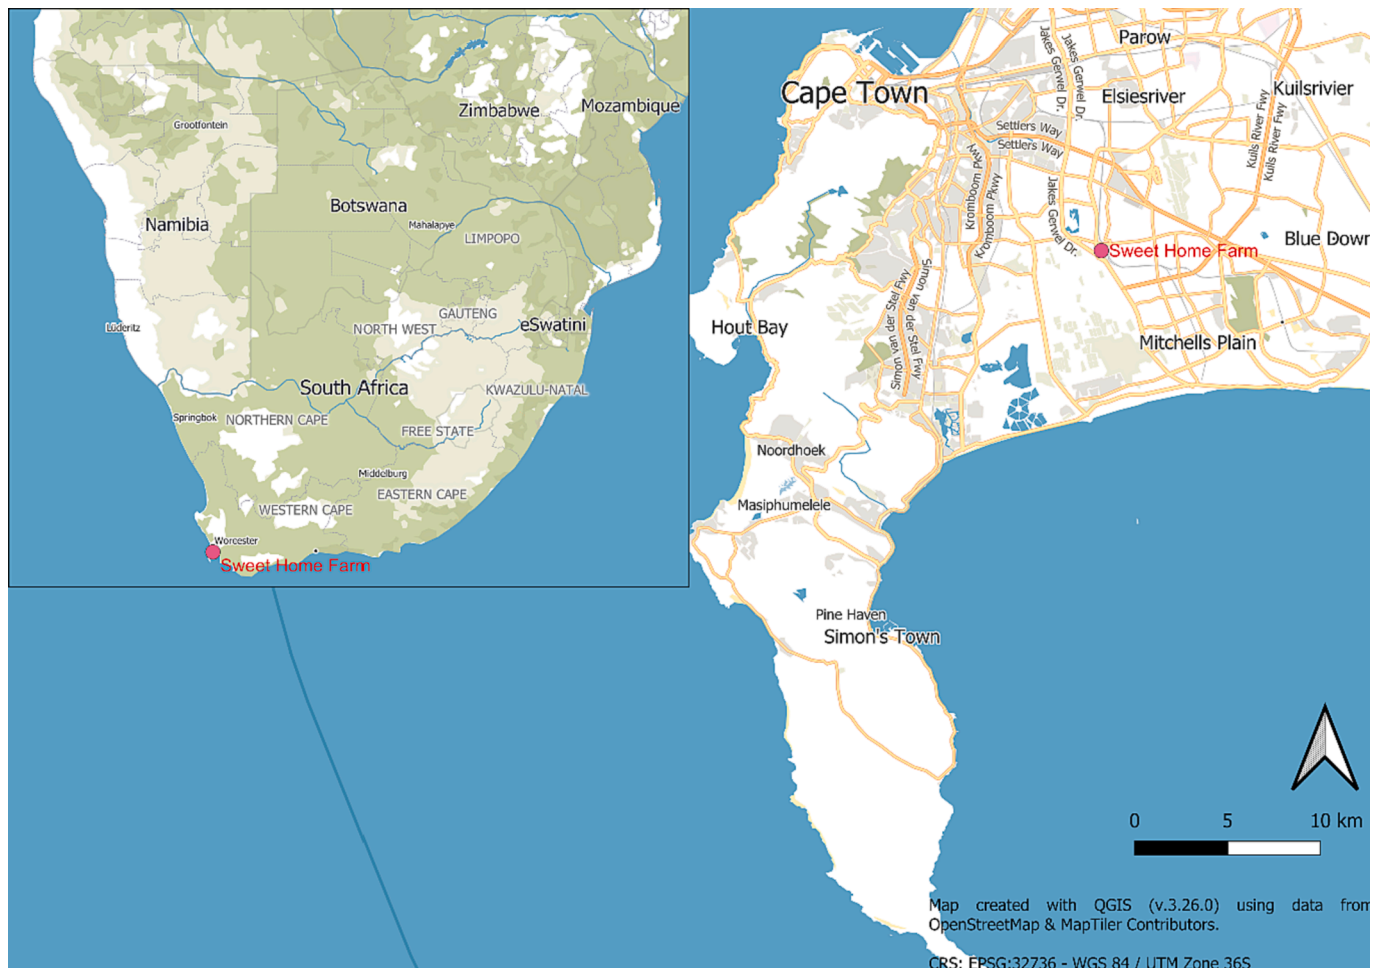 Zimbabwe
Mozambique
Grootfontein
Botswana
Namibia
Mahalapye
LIMPOPO
GAUTENG
NORTH WEST
eSwatini
Lüderitz
South Africa
KWAZULU-NATAL
Springbok
NORTHERN CAPE
FREE STATE
Middelburg
EASTERN CAPE
WESTERN CAPE
Worcester
Sweet Home Farm
Parow
Jakes Gerwel Dr.
Jakes Gerwel Dr.
Cape Town
Elsiesriver
Kuilsrivier
Settlers Way
Settlers Way
Kuils River Fwy
Kuils River Fwy
Kromboom Pkwy
Kromboom Pkwy
Jakes Gerwel Dr.
Blue Down
Sweet Home Farm
Simon van der Stel Fwy
Simon van der Stel Fwy
Hout Bay
Mitchells Plain
Noordhoek
Masiphumelele
Pine Haven
Simon's Town
0 5 10 km
Map created with QGIS (v.3.26.0) using data from
OpenStreetMap & MapTiler Contributors.
CRS: EPSG:32736 - WGS 84 / UTM Zone 36S